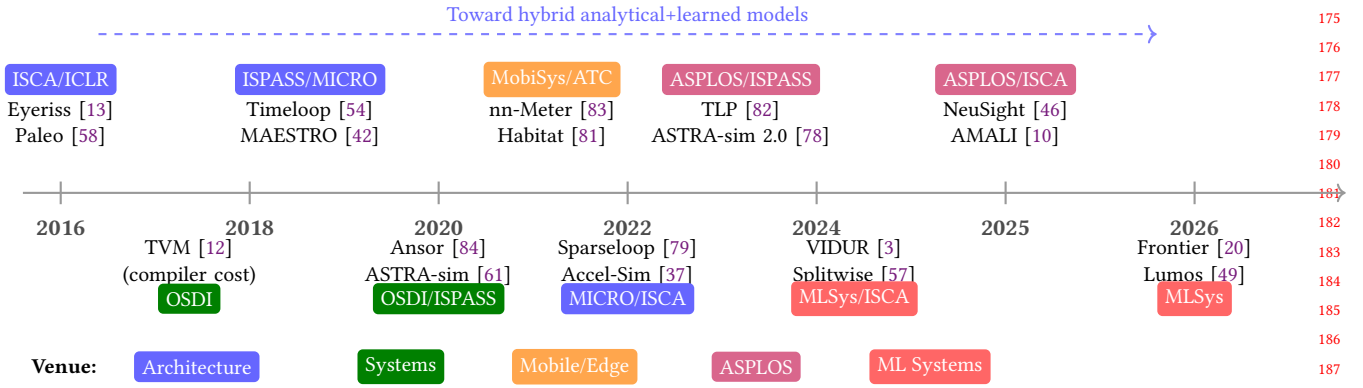 Toward hybrid analytical+learned models
175
176
ISCA/ICLR ISPASS/MICRO MobiSys/ATC ASPLOS/ISPASS ASPLOS/ISCA
177
Eyeriss [13] Timeloop [54] nn-Meter [83] TLP [82] NeuSight [46]
178
Paleo [58] MAESTRO [42] Habitat [81] ASTRA-sim 2.0 [78] AMALI [10]
179
180
181
2016 2018 2020 2022 2024 2025 2026
182
TVM [12] Ansor [84] Sparseloop [79] VIDUR [3] Frontier [20]
183
(compiler cost) ASTRA-sim [61] Accel-Sim [37] Splitwise [57] Lumos [49]
184
OSDI OSDI/ISPASS MICRO/ISCA MLSys/ISCA MLSys
185
186
Venue: Architecture Systems Mobile/Edge ASPLOS ML Systems
187